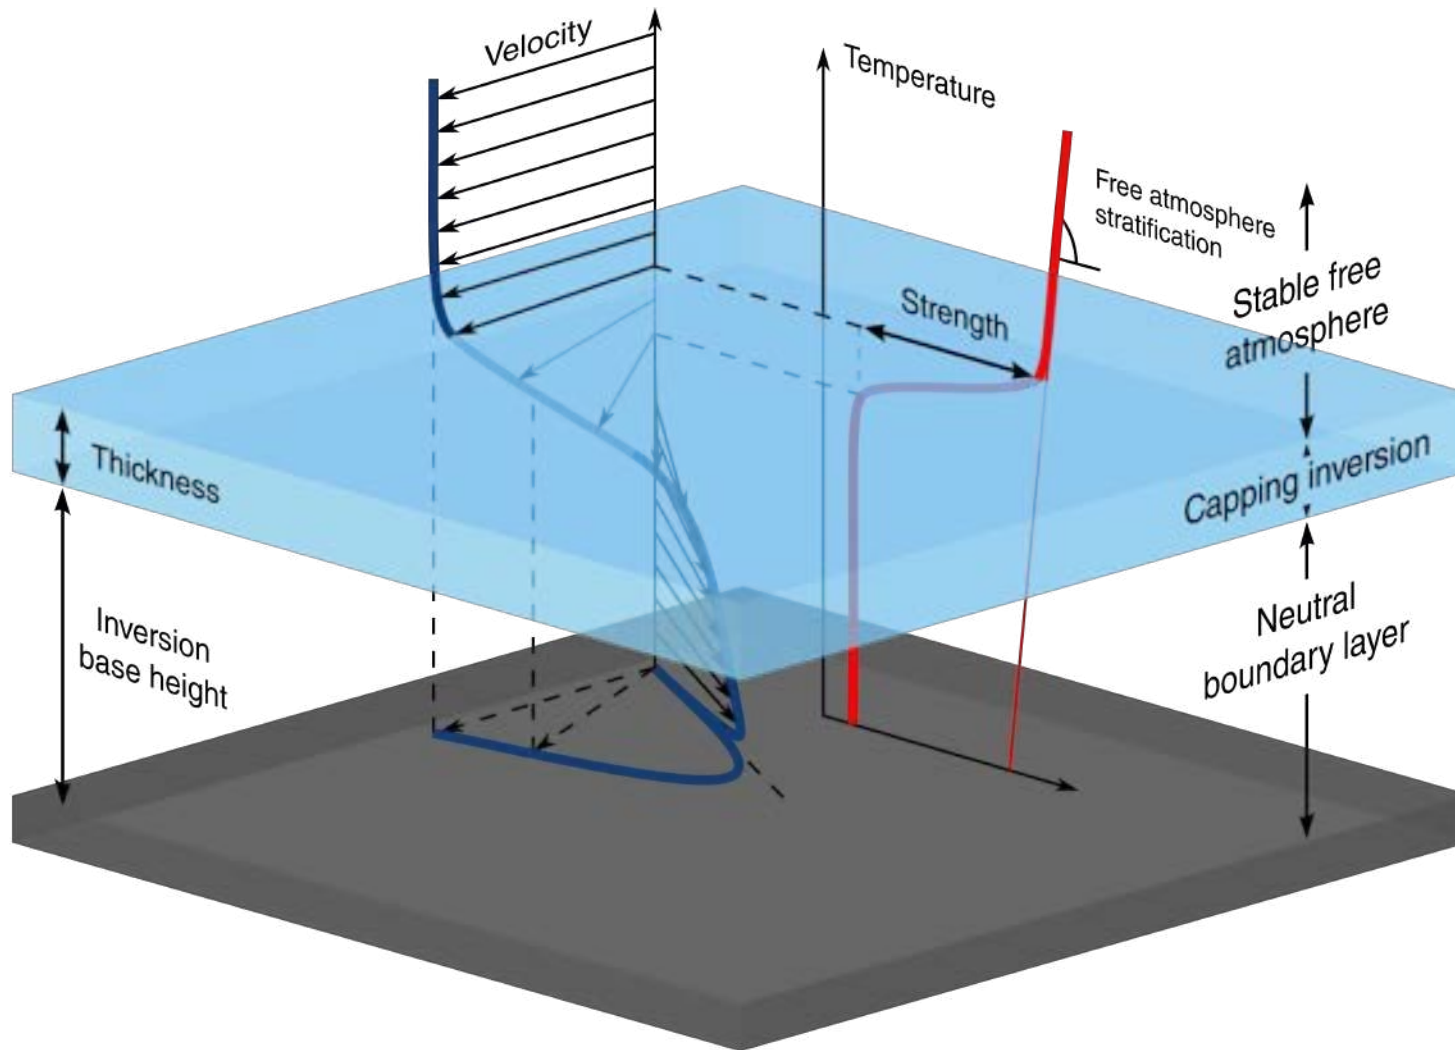 Velocity
Temperature
Free atmosphere
stratification
Strength
Stable free
atmosphere
Thickness
Capping inversion
Inversion
base height
Neutral
boundary layer